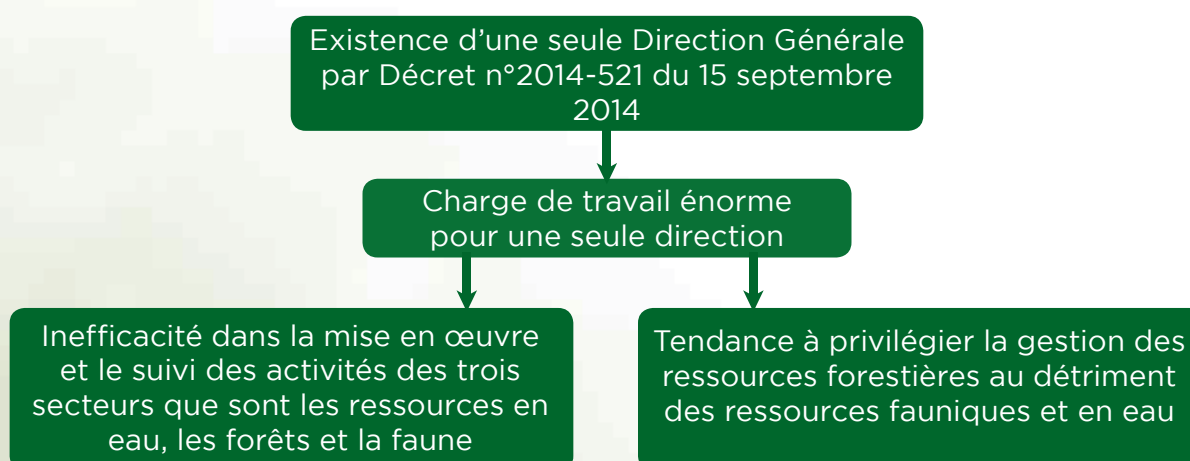 Existence d'une seule Direction Générale
par Décret n°2014-521 du 15 septembre
2014
Charge de travail énorme
pour une seule direction
Inefficacité dans la mise en œuvre
et le suivi des activités des trois
secteurs que sont les ressources en
eau, les forêts et la faune
Tendance à privilégier la gestion des
ressources forestières au détriment
des ressources fauniques et en eau